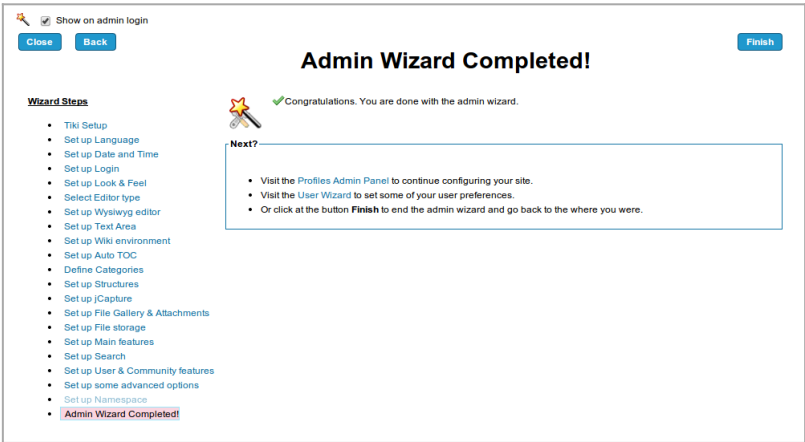 Show on admin login
Close Back Finish
Admin Wizard Completed!
Wizard Steps
Tiki Setup
Set up Language
Set up Date and Time
Set up Login
Set up Look & Feel
Select Editor type
Set up Wysiwyg editor
Set up Text Area
Set up Wiki environment
Set up Auto TOC
Define Categories
Set up Structures
Set up jCapture
Set up File Gallery & Attachments
Set up File storage
Set up Main features
Set up Search
Set up User & Community features
Set up some advanced options
Set up Namespace
Admin Wizard Completed!
Congratulations. You are done with the admin wizard.
Next?
Visit the Profiles Admin Panel to continue configuring your site.
Visit the User Wizard to set some of your user preferences.
Or click at the button Finish to end the admin wizard and go back to the where you were.